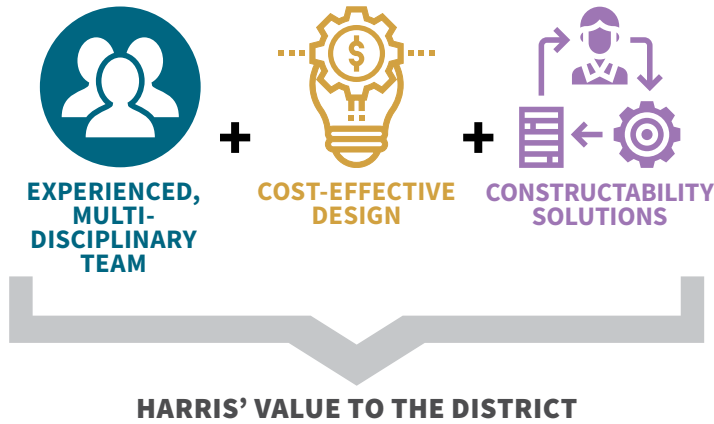 $
+
+
EXPERIENCED,
MULTI-
DISCIPLINARY
TEAM
COST-EFFECTIVE
DESIGN
CONSTRUCTABILITY
SOLUTIONS
HARRIS’ VALUE TO THE DISTRICT